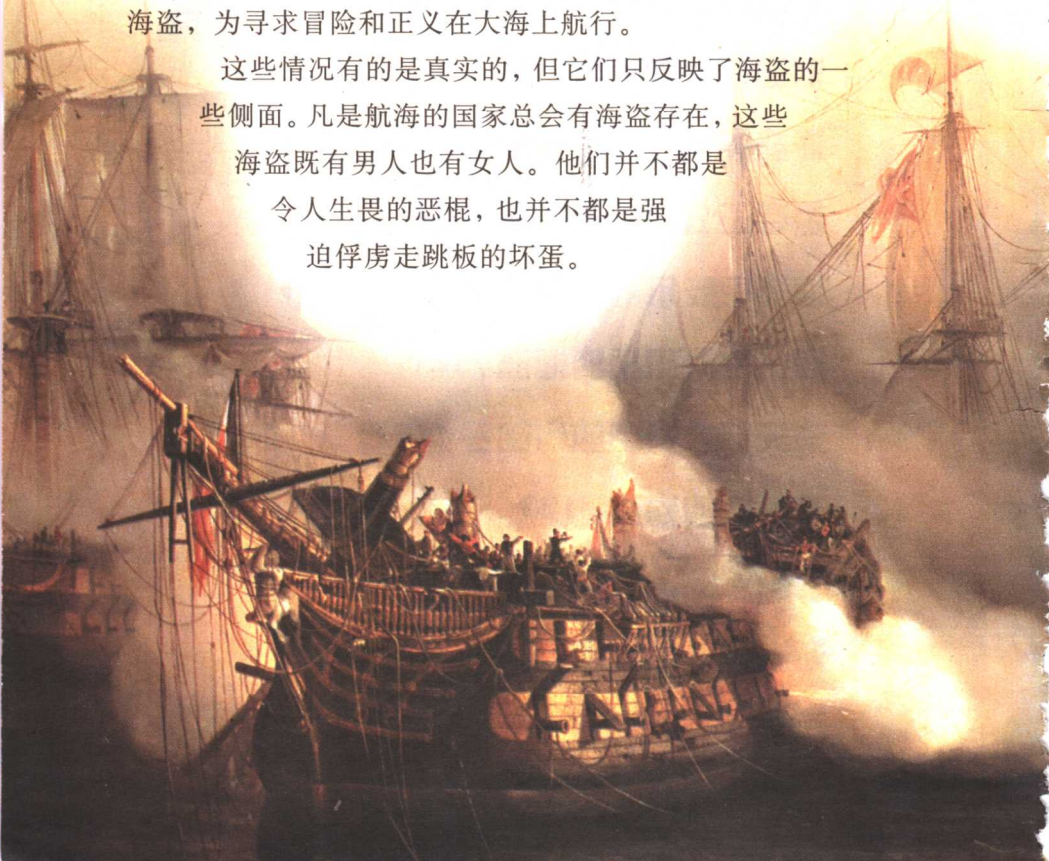 海盗，为寻求冒险和正义在大海上航行。
这些情况有的是真实的，但它们只反映了海盗的一
些侧面。凡是航海的国家总会有海盗存在，这些
海盗既有男人也有女人。他们并不都是
令人生畏的恶棍，也并不都是强
迫俘虏走跳板的坏蛋。